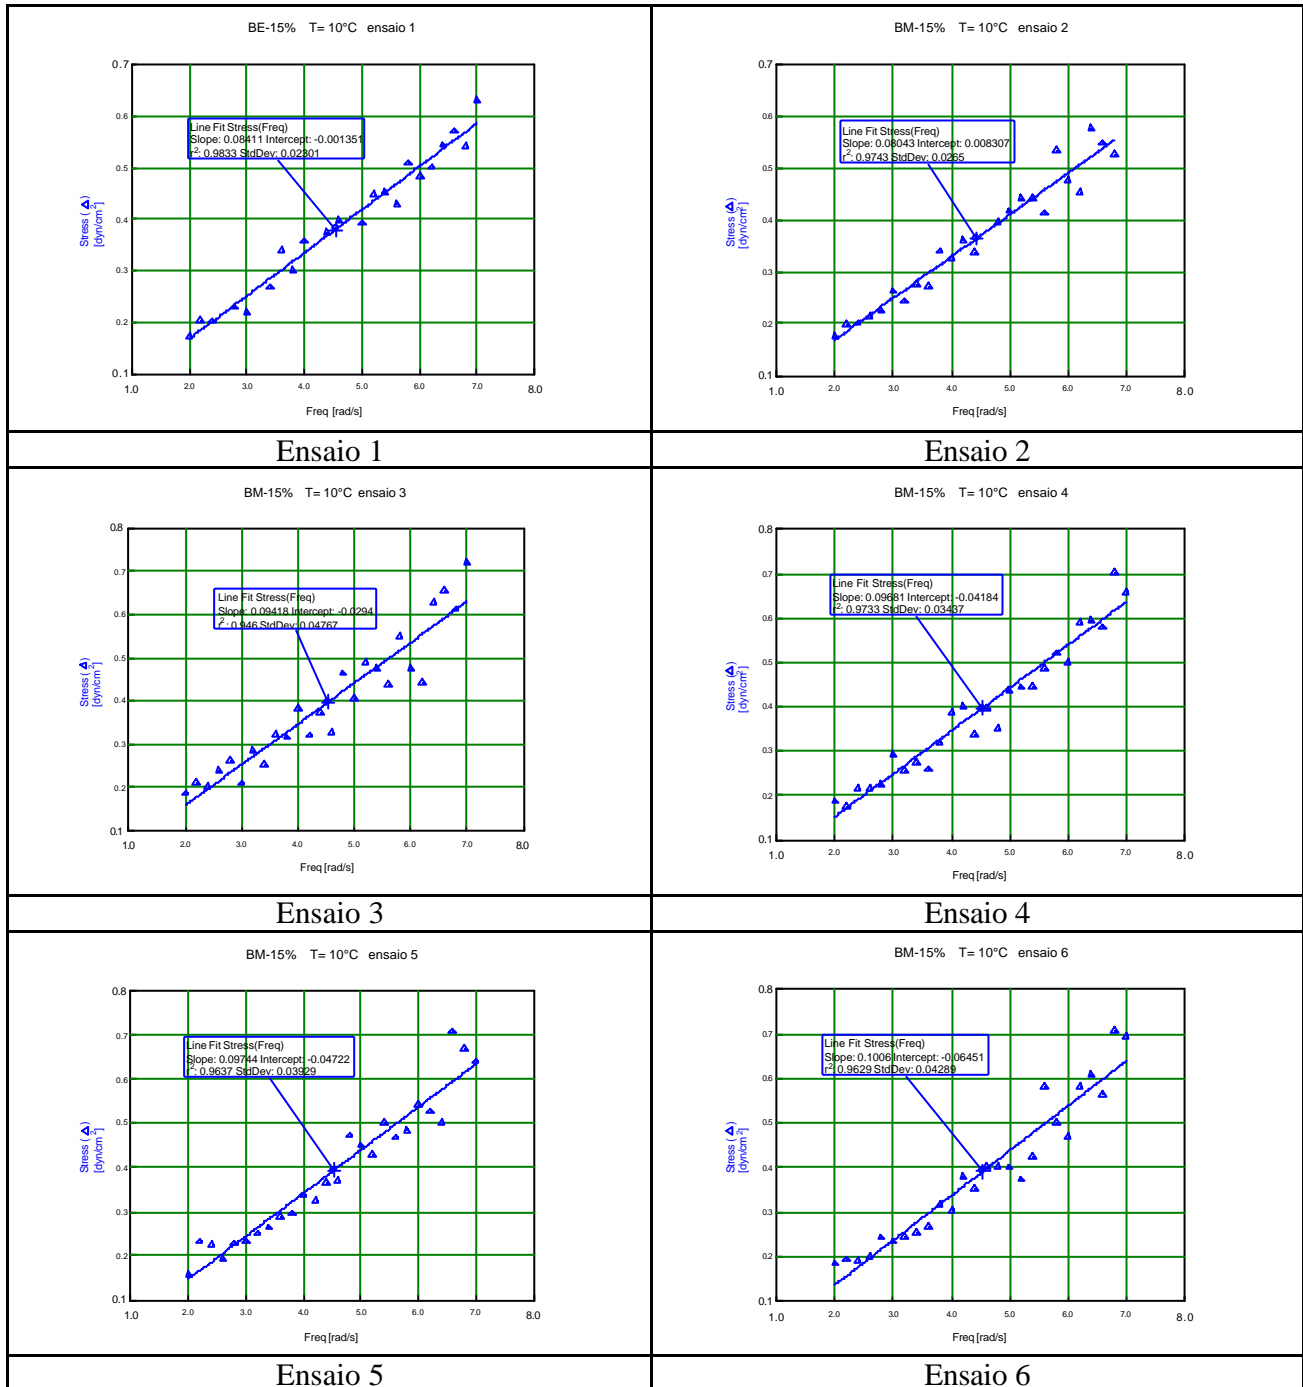 BE-15% T= 10°C ensaio 1
0.7
0.6
0.5
0.4
0.3
0.2
0.1
Stress (Δ)
[dyn/cm²]
Line Fit Stress(Freq)
Slope: 0.08411 Intercept: -0.001351
r²: 0.9833 StdDev: 0.02301
1.0 2.0 3.0 4.0 5.0 6.0 7.0 8.0
Freq [rad/s]
Ensaio 1
BM-15% T= 10°C ensaio 2
0.7
0.6
0.5
0.4
0.3
0.2
0.1
Stress (Δ)
[dyn/cm²]
Line Fit Stress(Freq)
Slope: 0.08043 Intercept: 0.008307
r²: 0.9743 StdDev: 0.0265
1.0 2.0 3.0 4.0 5.0 6.0 7.0 8.0
Freq [rad/s]
Ensaio 2
BM-15% T= 10°C ensaio 3
0.8
0.7
0.6
0.5
0.4
0.3
0.2
0.1
Stress (Δ)
[dyn/cm²]
Line Fit Stress(Freq)
Slope: 0.09418 Intercept: -0.0294
r²: 0.946 StdDev: 0.04767
1.0 2.0 3.0 4.0 5.0 6.0 7.0 8.0
Freq [rad/s]
Ensaio 3
BM-15% T= 10°C ensaio 4
0.8
0.7
0.6
0.5
0.4
0.3
0.2
0.1
Stress (Δ)
[dyn/cm²]
Line Fit Stress(Freq)
Slope: 0.09681 Intercept: -0.04184
r²: 0.9733 StdDev: 0.03437
1.0 2.0 3.0 4.0 5.0 6.0 7.0 8.0
Freq [rad/s]
Ensaio 4
BM-15% T= 10°C ensaio 5
0.8
0.7
0.6
0.5
0.4
0.3
0.2
0.1
Stress (Δ)
[dyn/cm²]
Line Fit Stress(Freq)
Slope: 0.09744 Intercept: -0.04722
r²: 0.9637 StdDev: 0.03929
1.0 2.0 3.0 4.0 5.0 6.0 7.0 8.0
Freq [rad/s]
Ensaio 5
BM-15% T= 10°C ensaio 6
0.8
0.7
0.6
0.5
0.4
0.3
0.2
0.1
Stress (Δ)
[dyn/cm²]
Line Fit Stress(Freq)
Slope: 0.1006 Intercept: -0.06451
r²: 0.9629 StdDev: 0.04289
1.0 2.0 3.0 4.0 5.0 6.0 7.0 8.0
Freq [rad/s]
Ensaio 6